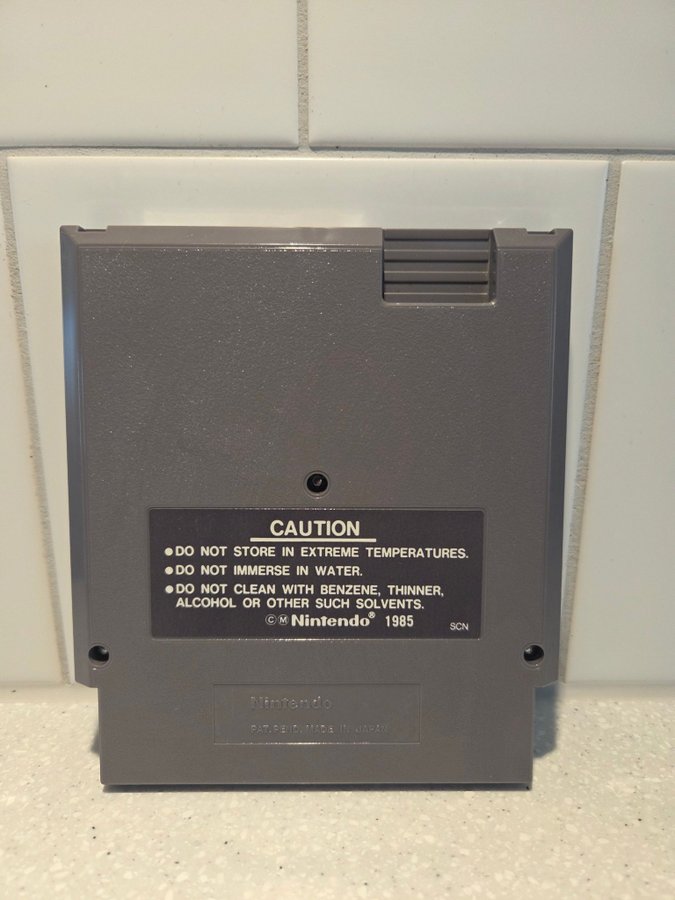 CAUTION
●DO NOT STORE IN EXTREME TEMPERATURES.
●DO NOT IMMERSE IN WATER.
●DO NOT CLEAN WITH BENZENE, THINNER,
ALCOHOL OR OTHER SUCH SOLVENTS.
ⒸⓂNintendo® 1985
SCN
Nintendo
PAT. PEND. MADE IN JAPAN